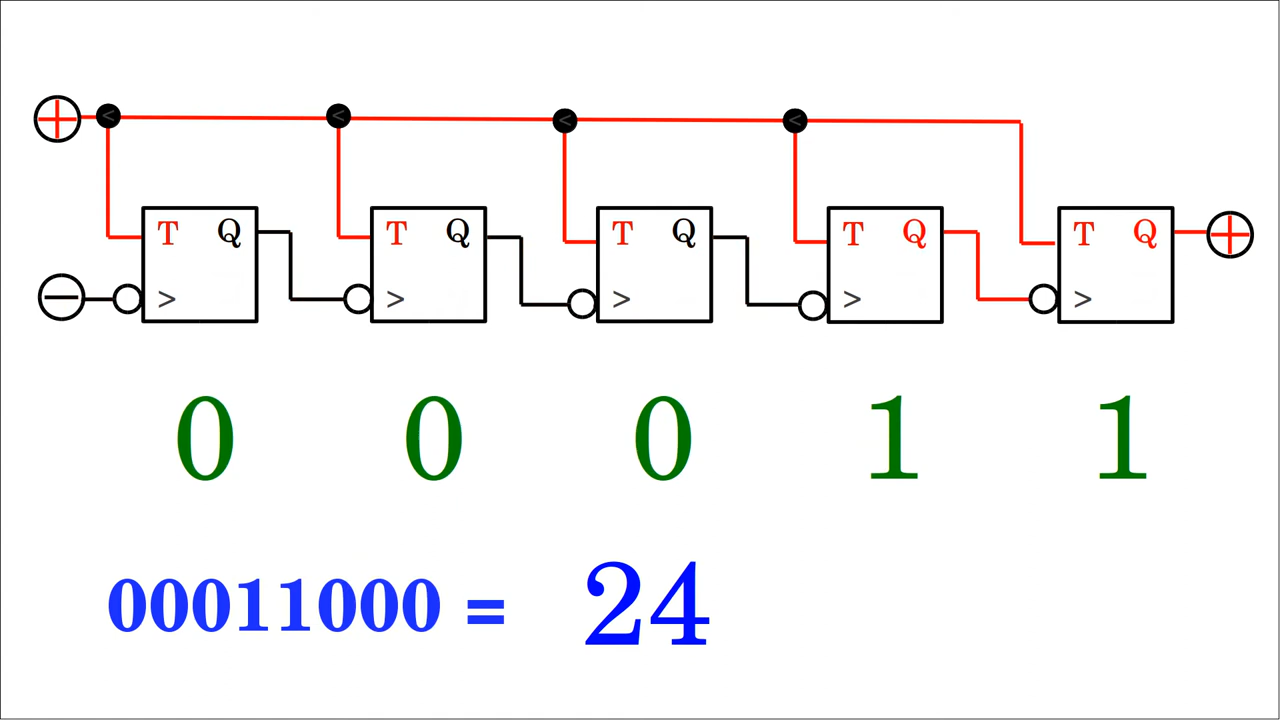 < < < <
T Q T Q T Q T Q T Q
> > > > >
0 0 0 1 1
00011000 = 24